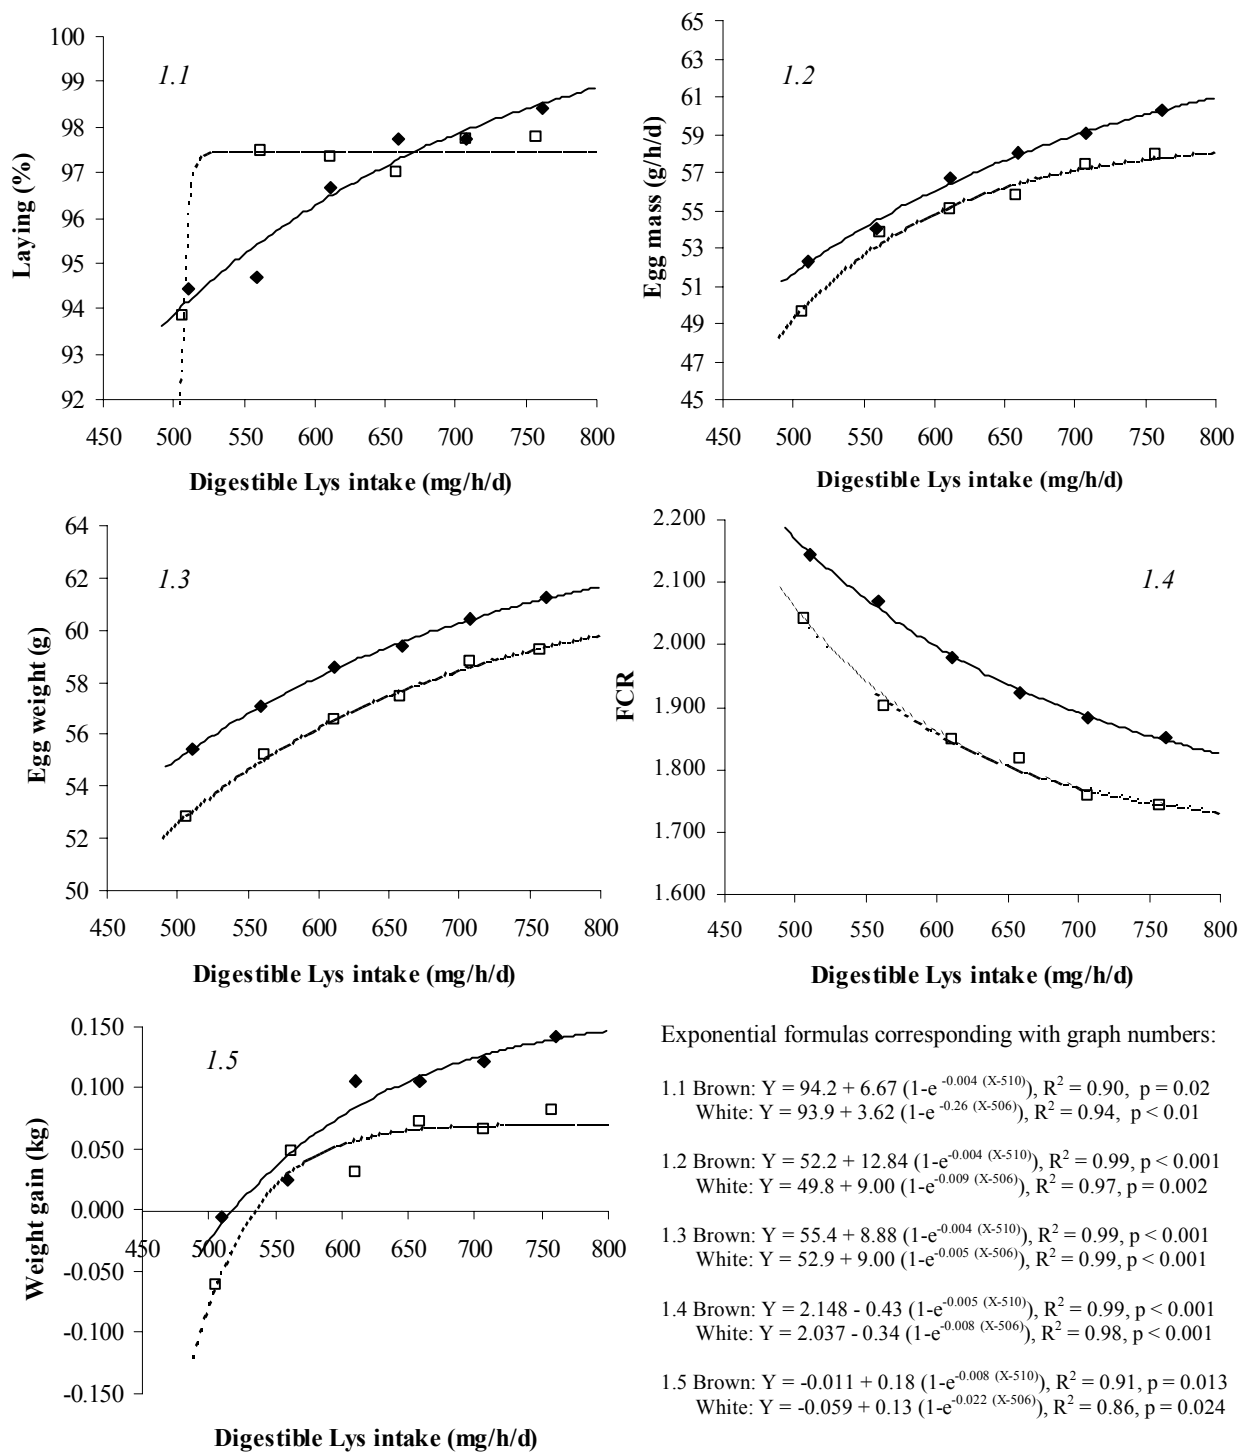 1.1
Laying (%)
100
99
98
97
96
95
94
93
92
450 500 550 600 650 700 750 800
Digestible Lys intake (mg/h/d)
1.2
Egg mass (g/h/d)
65
63
61
59
57
55
53
51
49
47
45
450 500 550 600 650 700 750 800
Digestible Lys intake (mg/h/d)
1.3
Egg weight (g)
64
62
60
58
56
54
52
50
450 500 550 600 650 700 750 800
Digestible Lys intake (mg/h/d)
1.4
FCR
2.200
2.100
2.000
1.900
1.800
1.700
1.600
450 500 550 600 650 700 750 800
Digestible Lys intake (mg/h/d)
1.5
Weight gain (kg)
0.150
0.100
0.050
0.000
-0.050
-0.100
-0.150
450 500 550 600 650 700 750 800
Digestible Lys intake (mg/h/d)
Exponential formulas corresponding with graph numbers:
1.1 Brown: Y = 94.2 + 6.67 (1-e^-0.004 (X-510)), R² = 0.90, p = 0.02
White: Y = 93.9 + 3.62 (1-e^-0.26 (X-506)), R² = 0.94, p < 0.01
1.2 Brown: Y = 52.2 + 12.84 (1-e^-0.004 (X-510)), R² = 0.99, p < 0.001
White: Y = 49.8 + 9.00 (1-e^-0.009 (X-506)), R² = 0.97, p = 0.002
1.3 Brown: Y = 55.4 + 8.88 (1-e^-0.004 (X-510)), R² = 0.99, p < 0.001
White: Y = 52.9 + 9.00 (1-e^-0.005 (X-506)), R² = 0.99, p < 0.001
1.4 Brown: Y = 2.148 - 0.43 (1-e^-0.005 (X-510)), R² = 0.99, p < 0.001
White: Y = 2.037 - 0.34 (1-e^-0.008 (X-506)), R² = 0.98, p < 0.001
1.5 Brown: Y = -0.011 + 0.18 (1-e^-0.008 (X-510)), R² = 0.91, p = 0.013
White: Y = -0.059 + 0.13 (1-e^-0.022 (X-506)), R² = 0.86, p = 0.024